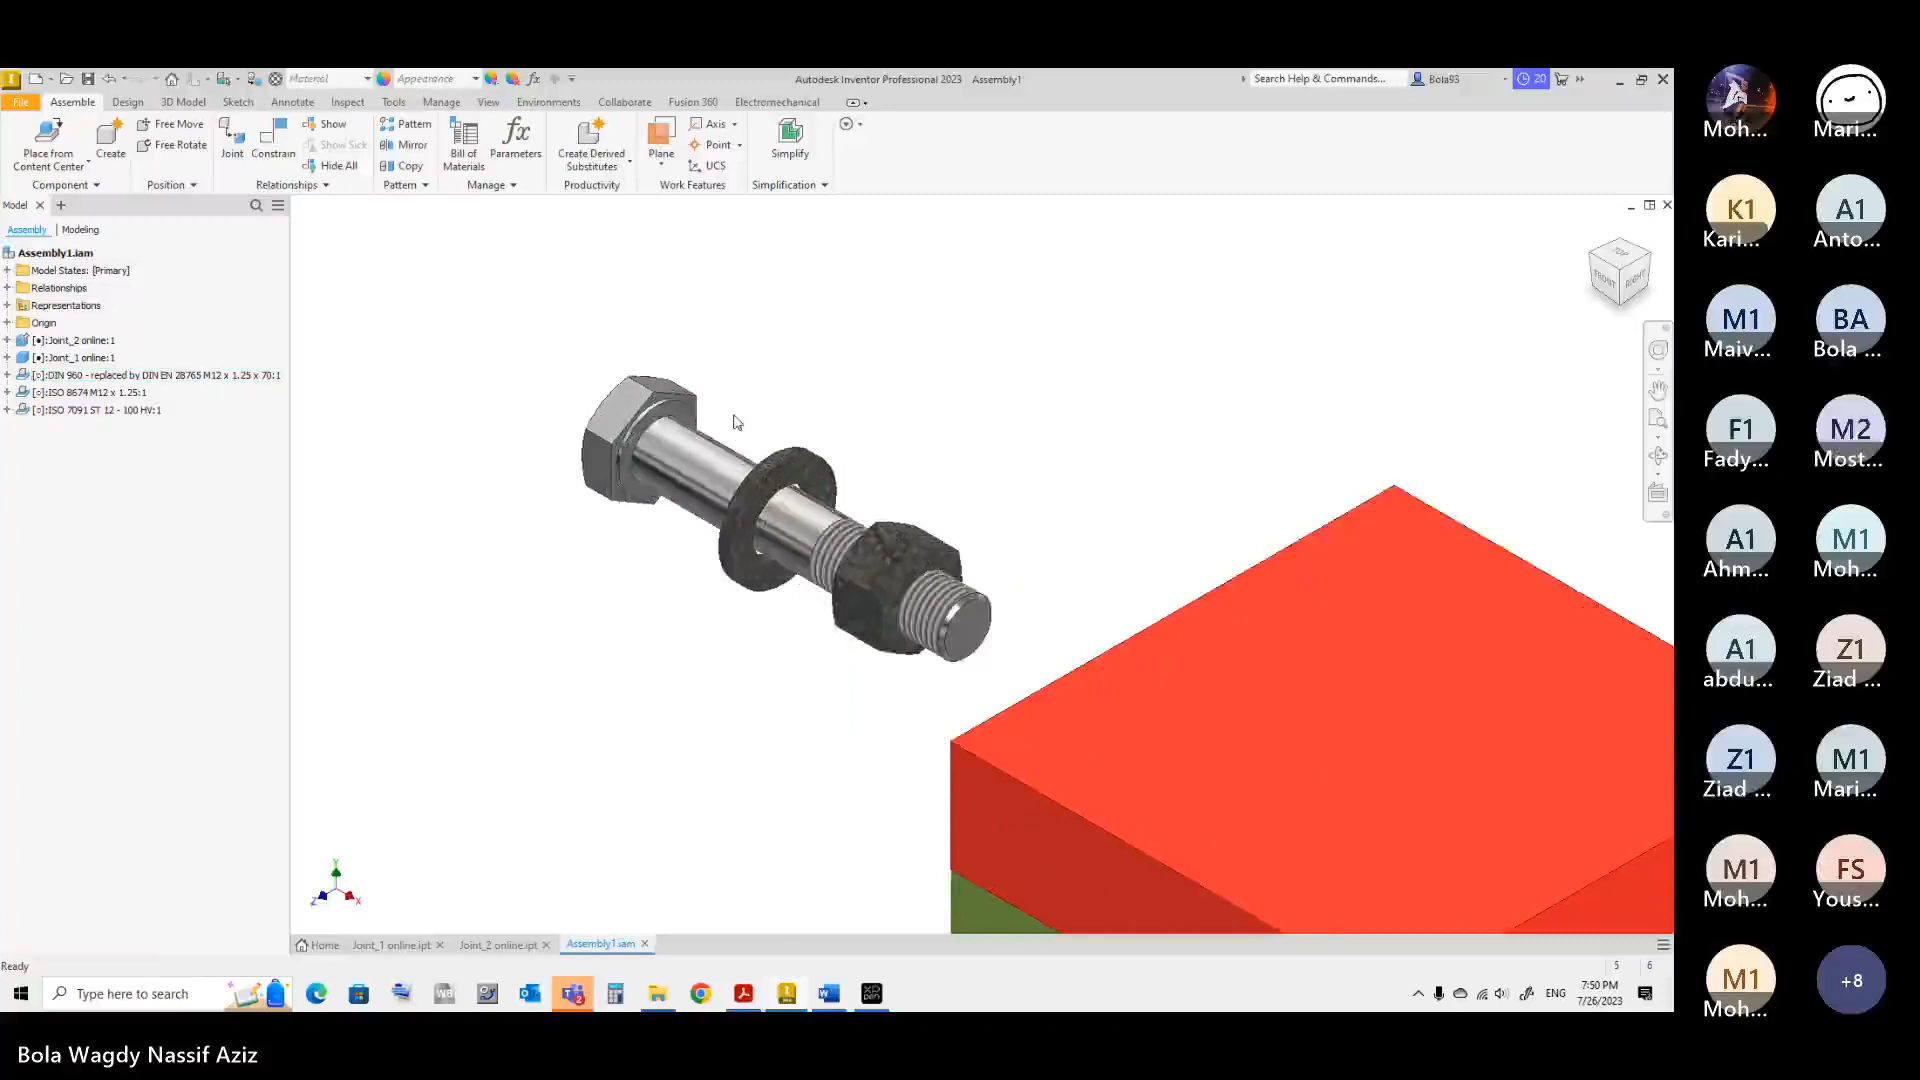 Material
Appearance
Autodesk Inventor Professional 2023 Assembly1
Search Help & Commands...
Bola93
20
File Assemble Design 3D Model Sketch Annotate Inspect Tools Manage View Environments Collaborate Fusion 360 Electromechanical
Place from
Content Center
Create
Free Move
Free Rotate
Joint
Constrain
Show
Show Sick
Hide All
Pattern
Mirror
Copy
Bill of
Materials
Parameters
Create Derived
Substitutes
Plane
Axis
Point
UCS
Simplify
Component Position Relationships Pattern Manage Productivity Work Features Simplification
Model
Assembly Modeling
Assembly1.iam
Model States: [Primary]
Relationships
Representations
Origin
[●]:Joint_2 online:1
[●]:Joint_1 online:1
[○]:DIN 960 - replaced by DIN EN 28765 M12 x 1.25 x 70:1
[○]:ISO 8674 M12 x 1.25:1
[○]:ISO 7091 ST 12 - 100 HV:1
FRONT
RIGHT
Y
Z
X
Home Joint_1 online.ipt Joint_2 online.ipt Assembly1.iam
Ready
5 6
Type here to search
WB
2
ENG
7:50 PM
7/26/2023
Bola Wagdy Nassif Aziz
Moh...
Mari...
K1
Kari...
A1
Anto...
M1
Maiv...
BA
Bola ...
F1
Fady...
M2
Most...
A1
Ahm...
M1
Moh...
A1
abdu...
Z1
Ziad ...
Z1
Ziad ...
M1
Mari...
M1
Moh...
FS
Yous...
M1
Moh...
+8